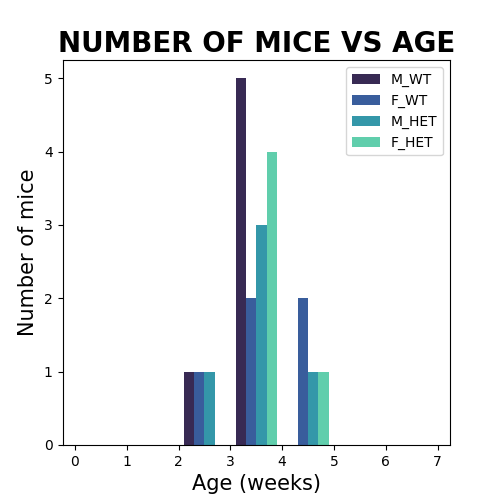 NUMBER OF MICE VS AGE
M_WT
F_WT
M_HET
F_HET
Number of mice
5
4
3
2
1
0
0 1 2 3 4 5 6 7
Age (weeks)